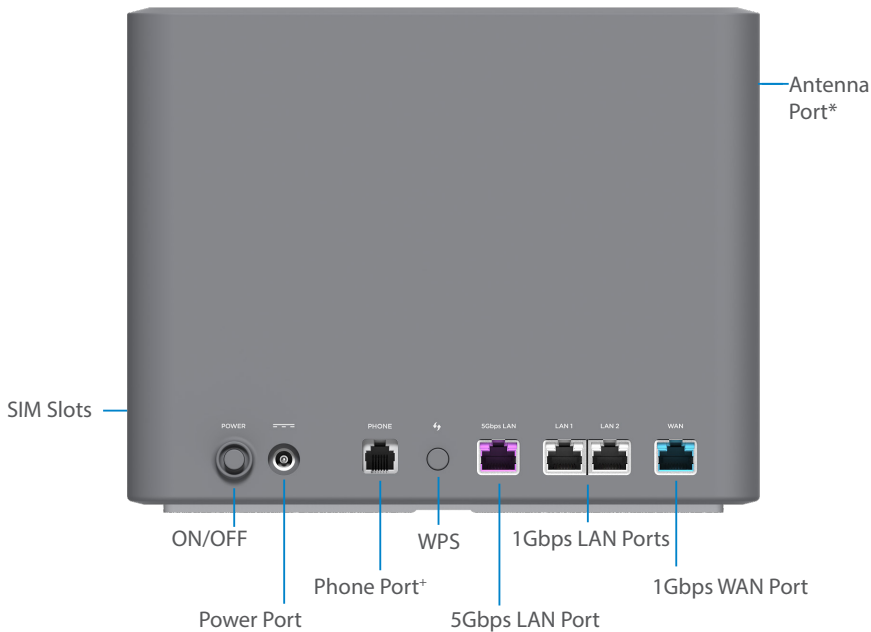 Antenna
Port*
SIM Slots
POWER
PHONE
5Gbps LAN
LAN 1
LAN 2
WAN
ON/OFF
WPS
1Gbps LAN Ports
Phone Port+
1Gbps WAN Port
Power Port
5Gbps LAN Port